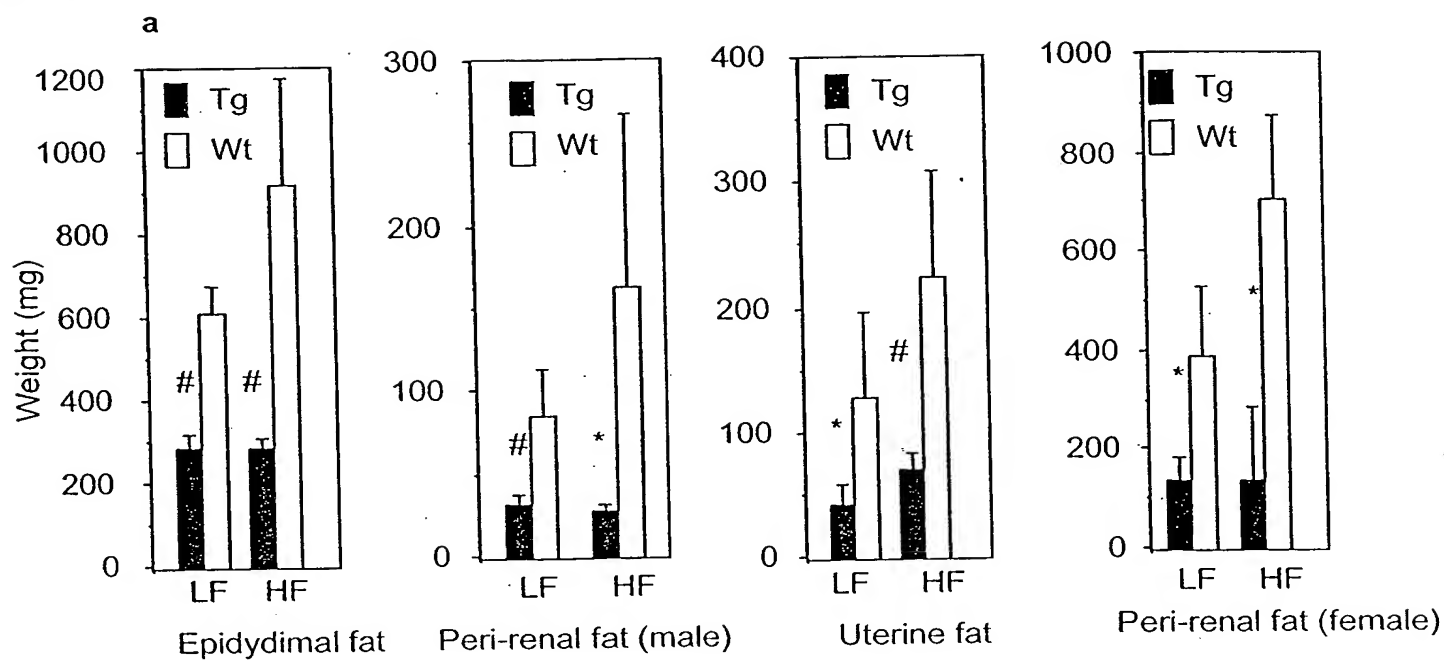 a
Weight (mg)
1200
1000
800
600
400
200
0
Tg
Wt
#
#
LF HF
Epidydimal fat
300
200
100
0
Tg
Wt
#
*
LF HF
Peri-renal fat (male)
400
300
200
100
0
Tg
Wt
*
#
LF HF
Uterine fat
1000
800
600
400
200
0
Tg
Wt
*
*
LF HF
Peri-renal fat (female)